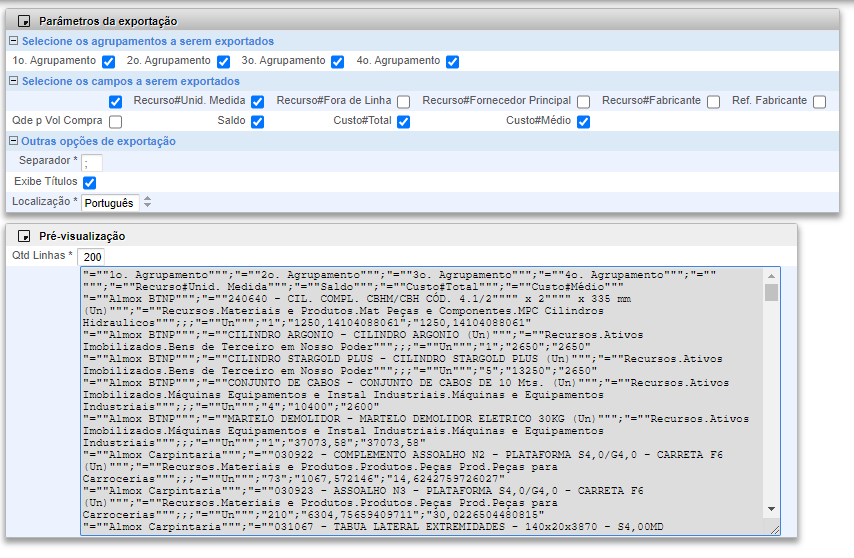 Parâmetros da exportação
Selecione os agrupamentos a serem exportados
1o. Agrupamento 2o. Agrupamento 3o. Agrupamento 4o. Agrupamento
Selecione os campos a serem exportados
Recurso#Unid. Medida Recurso#Fora de Linha Recurso#Fornecedor Principal Recurso#Fabricante Ref. Fabricante
Qde p Vol Compra Saldo Custo#Total Custo#Médio
Outras opções de exportação
Separador * ;
Exibe Títulos
Localização * Português
Pré-visualização
Qtd Linhas * 200
"=""1o. Agrupamento""";"=""2o. Agrupamento""";"=""3o. Agrupamento""";"=""4o. Agrupamento""";"=""
""";"=""Recurso#Unid. Medida""";"=""Saldo""";"=""Custo#Total""";"=""Custo#Médio"""
"=""Almox BTNP""";"=""240640 - CIL. COMPL. CBHM/CBH CÓD. 4.1/2"""" x 2"""" x 335 mm
(Un)""";"=""Recursos.Materiais e Produtos.Mat Peças e Componentes.MPC Cilindros
Hidraulicos""";;;"=""Un""";"1";"1250,14104088061";"1250,14104088061"
"=""Almox BTNP""";"=""CILINDRO ARGONIO - CILINDRO ARGONIO (Un)""";"=""Recursos.Ativos
Imobilizados.Bens de Terceiro em Nosso Poder""";;;"=""Un""";"1";"2650";"2650"
"=""Almox BTNP""";"=""CILINDRO STARGOLD PLUS - CILINDRO STARGOLD PLUS (Un)""";"=""Recursos.Ativos
Imobilizados.Bens de Terceiro em Nosso Poder""";;;"=""Un""";"5";"13250";"2650"
"=""Almox BTNP""";"=""CONJUNTO DE CABOS - CONJUNTO DE CABOS DE 10 Mts. (Un)""";"=""Recursos.Ativos
Imobilizados.Máquinas Equipamentos e Instal Industriais.Máquinas e Equipamentos
Industriais""";;;"=""Un""";"4";"10400";"2600"
"=""Almox BTNP""";"=""MARTELO DEMOLIDOR - MARTELO DEMOLIDOR ELETRICO 30KG (Un)""";"=""Recursos.Ativos
Imobilizados.Máquinas Equipamentos e Instal Industriais.Máquinas e Equipamentos
Industriais""";;;"=""Un""";"1";"37073,58";"37073,58"
"=""Almox Carpintaria""";"=""030922 - COMPLEMENTO ASSOALHO N2 - PLATAFORMA S4,0/G4,0 - CARRETA F6
(Un)""";"=""Recursos.Materiais e Produtos.Produtos.Peças Prod.Peças para
Carrocerias""";;;"=""Un""";"73";"1067,572146";"14,6242759726027"
"=""Almox Carpintaria""";"=""030923 - ASSOALHO N3 - PLATAFORMA S4,0/G4,0 - CARRETA F6
(Un)""";"=""Recursos.Materiais e Produtos.Produtos.Peças Prod.Peças para
Carrocerias""";;;"=""Un""";"210";"6304,75659409711";"30,0226504480815"
"=""Almox Carpintaria""";"=""031067 - TABUA LATERAL EXTREMIDADES - 140x20x3870 - S4,00MD